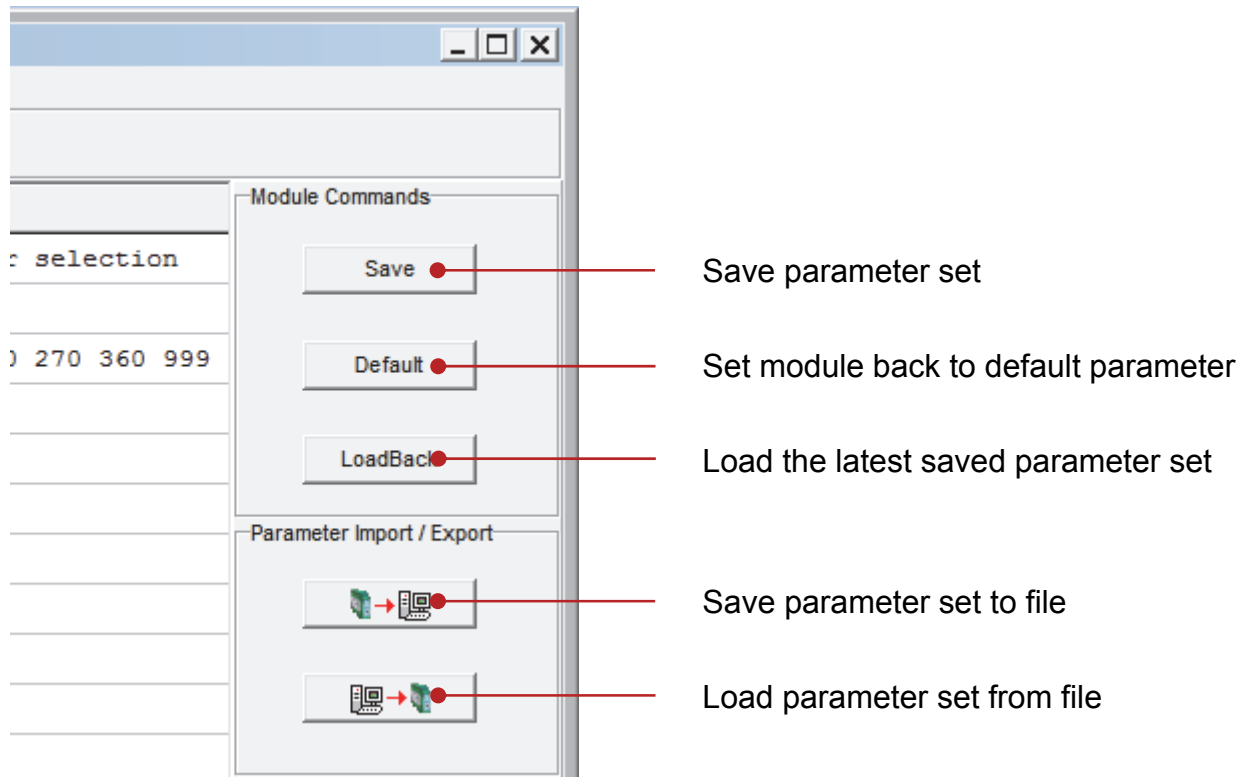 Module Commands
selection
Save
Save parameter set
270 360 999
Default
Set module back to default parameter
LoadBack
Load the latest saved parameter set
Parameter Import / Export
Save parameter set to file
Load parameter set from file